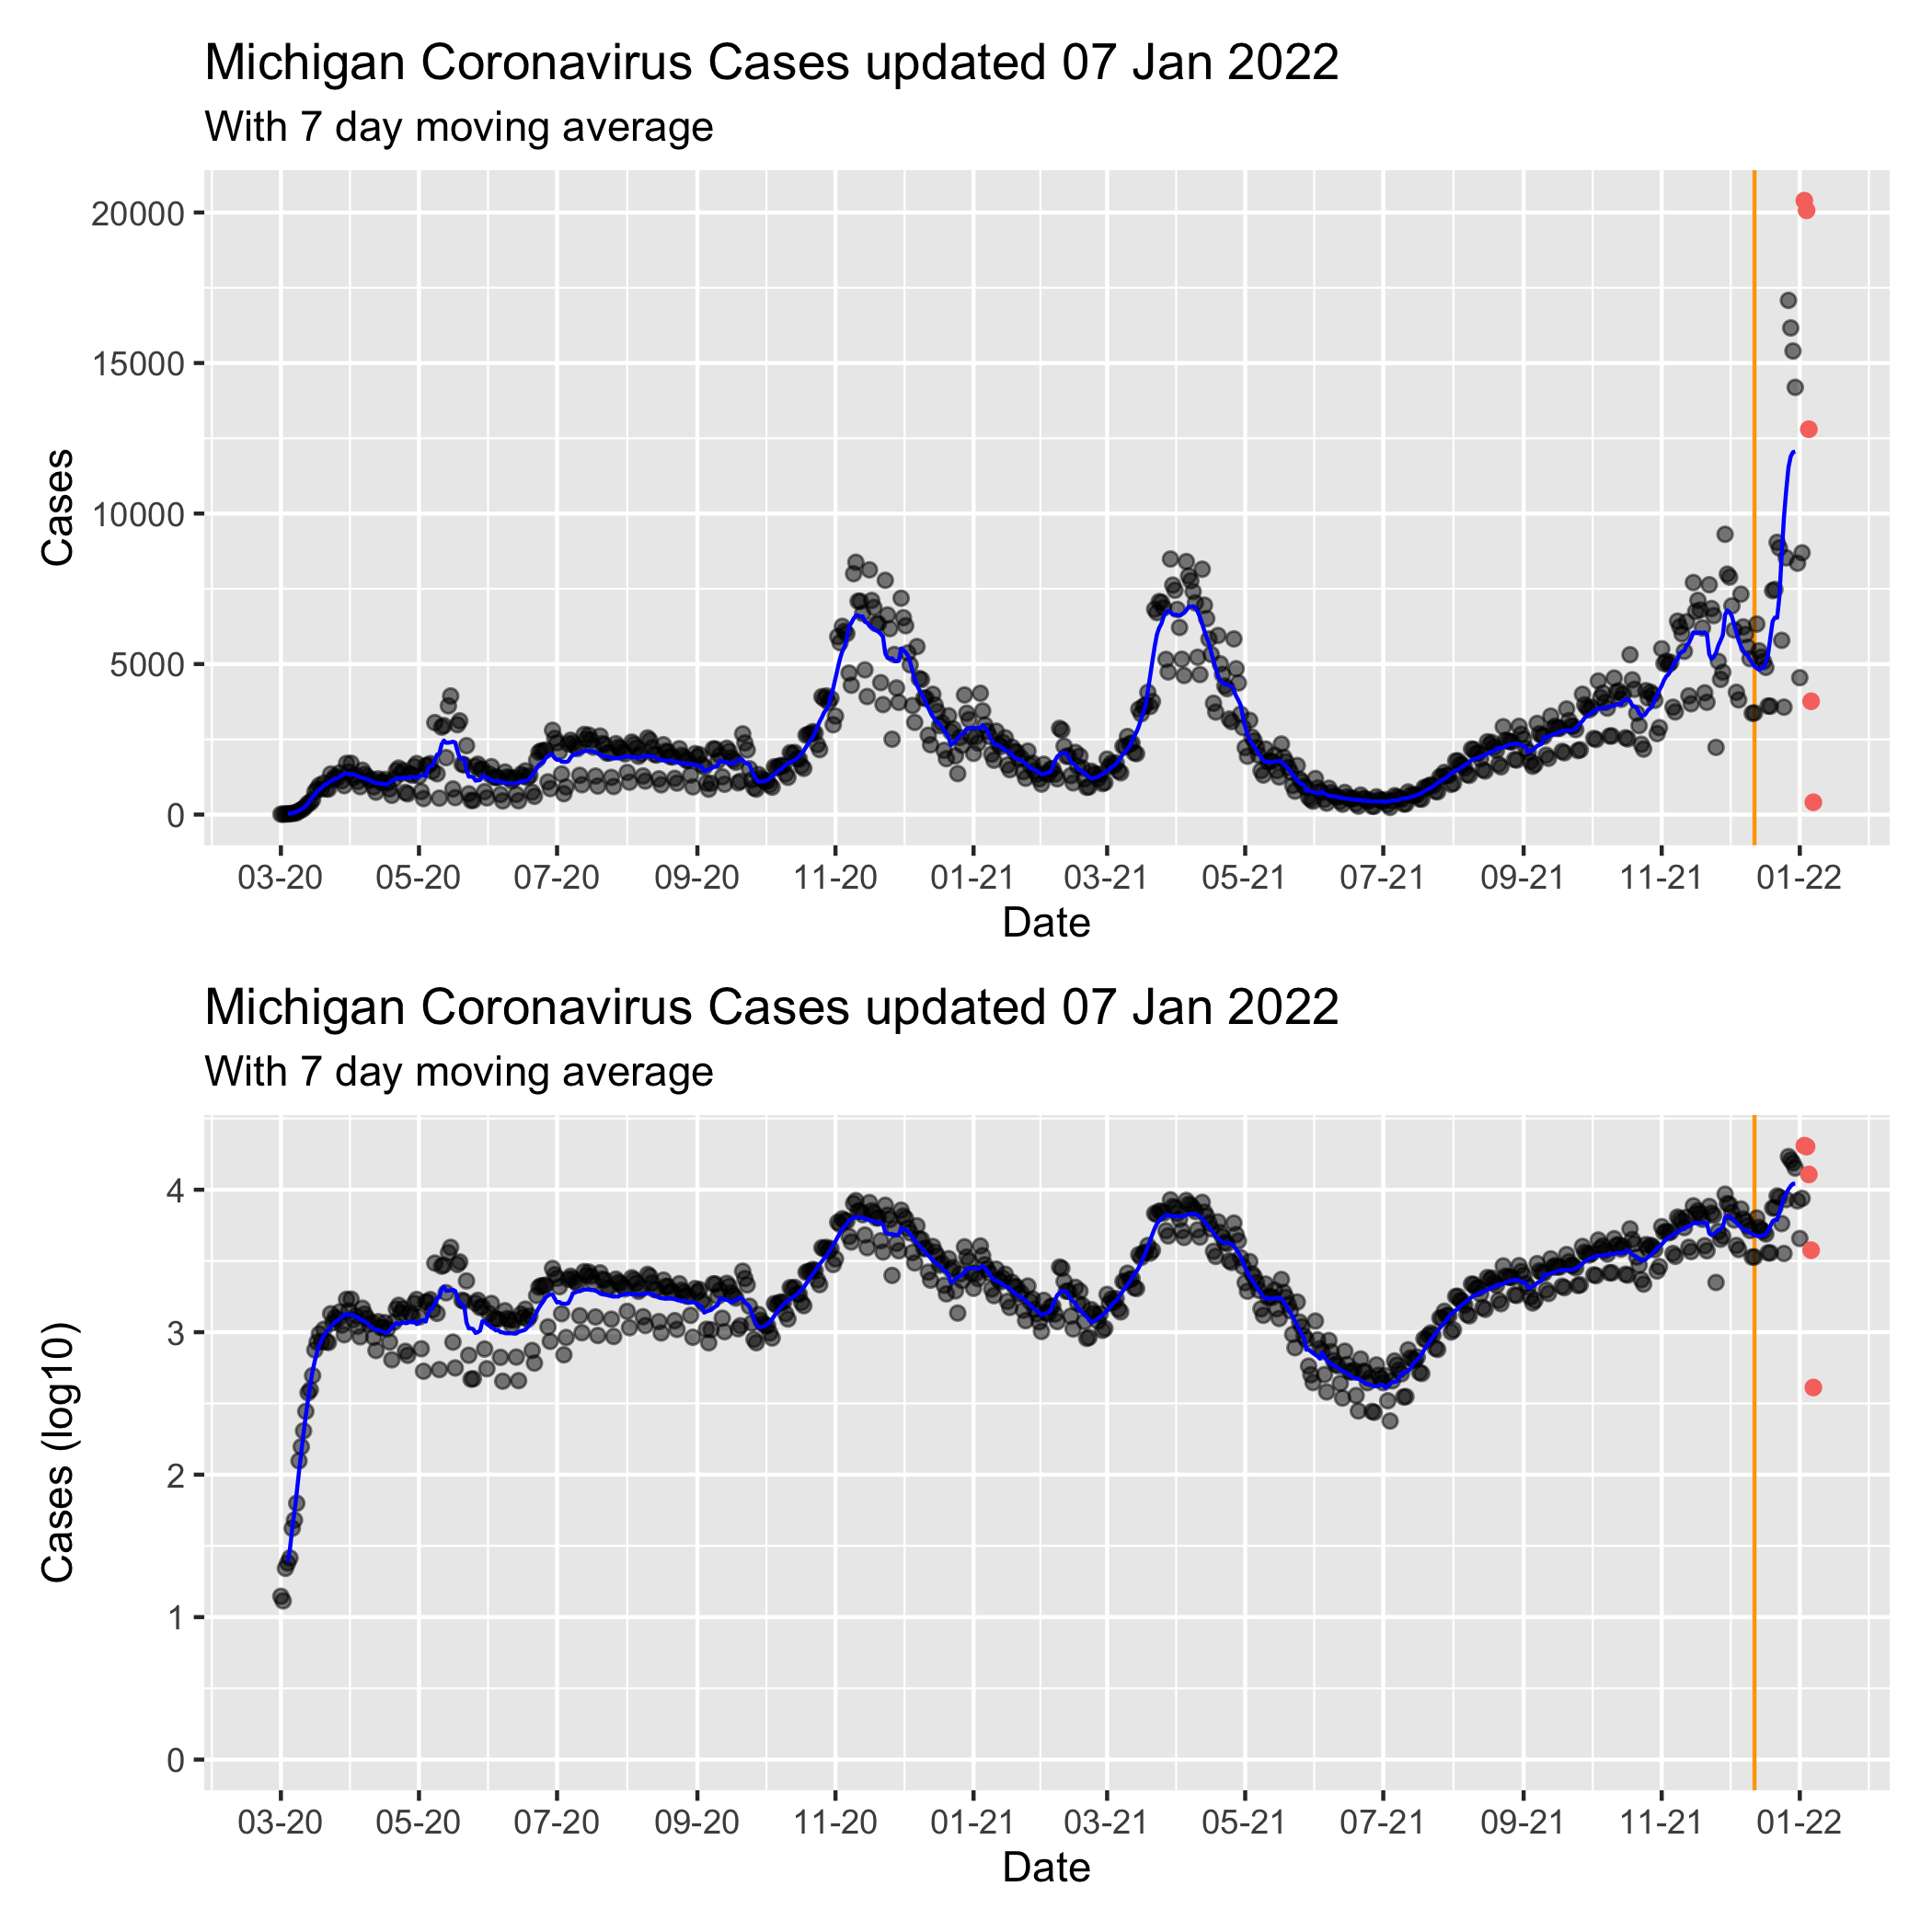 Michigan Coronavirus Cases updated 07 Jan 2022
With 7 day moving average
20000
15000
10000
5000
0
Cases
03-20 05-20 07-20 09-20 11-20 01-21 03-21 05-21 07-21 09-21 11-21 01-22
Date
Michigan Coronavirus Cases updated 07 Jan 2022
With 7 day moving average
4
3
2
1
0
Cases (log10)
03-20 05-20 07-20 09-20 11-20 01-21 03-21 05-21 07-21 09-21 11-21 01-22
Date